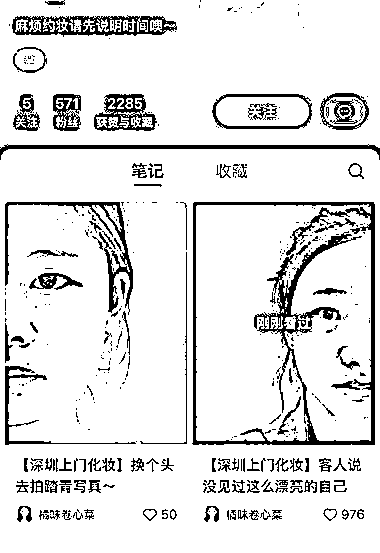 麻烦约妆请先说明时间噢～
5 571 2285
关注 粉丝 获赞与收藏 关注
笔记 收藏
刚刚看过
【深圳上门化妆】换个头
去拍踏青写真～
橘味卷心菜 50
【深圳上门化妆】客人说
没见过这么漂亮的自己
橘味卷心菜 976